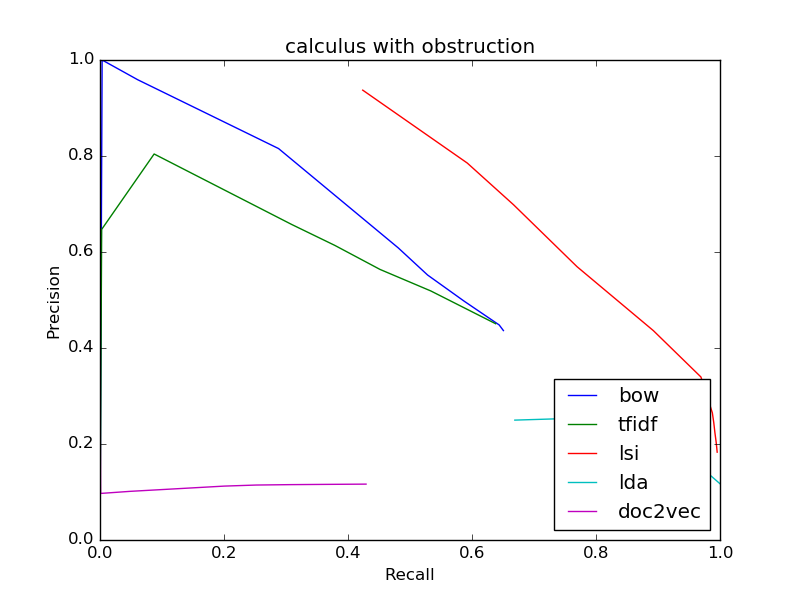 calculus with obstruction
1.0
0.8
0.6
0.4
0.2
0.0
Precision
bow
tfidf
lsi
lda
doc2vec
0.0 0.2 0.4 0.6 0.8 1.0
Recall